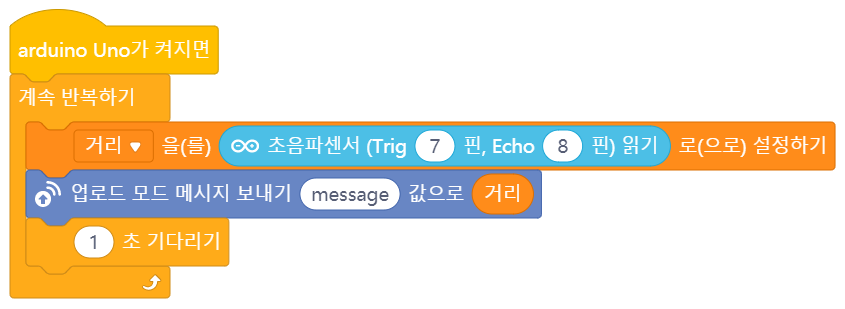 arduino Uno가 켜지면
계속 반복하기
거리 을(를) 초음파센서 (Trig 7 핀, Echo 8 핀) 읽기 로(으로) 설정하기
업로드 모드 메시지 보내기 message 값으로 거리
1 초 기다리기